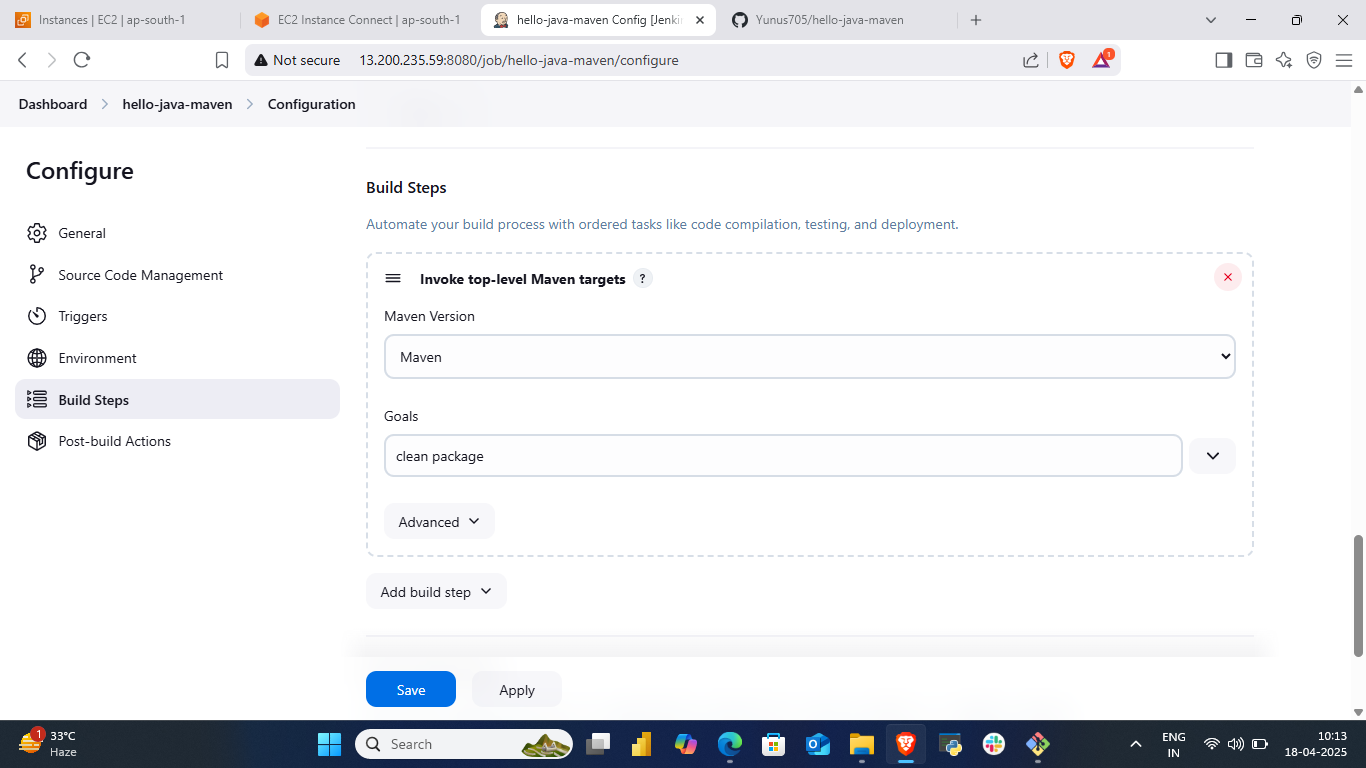 Instances | EC2 | ap-south-1
EC2 Instance Connect | ap-south-1
hello-java-maven Config [Jenki
Yunus705/hello-java-maven
Not secure
13.200.235.59:8080/job/hello-java-maven/configure
1
Dashboard
hello-java-maven
Configuration
Configure
General
Source Code Management
Triggers
Environment
Build Steps
Post-build Actions
Build Steps
Automate your build process with ordered tasks like code compilation, testing, and deployment.
Invoke top-level Maven targets
?
Maven Version
Maven
Goals
clean package
Advanced
Add build step
Save
Apply
1
33°C
Haze
Search
ENG
IN
10:13
18-04-2025